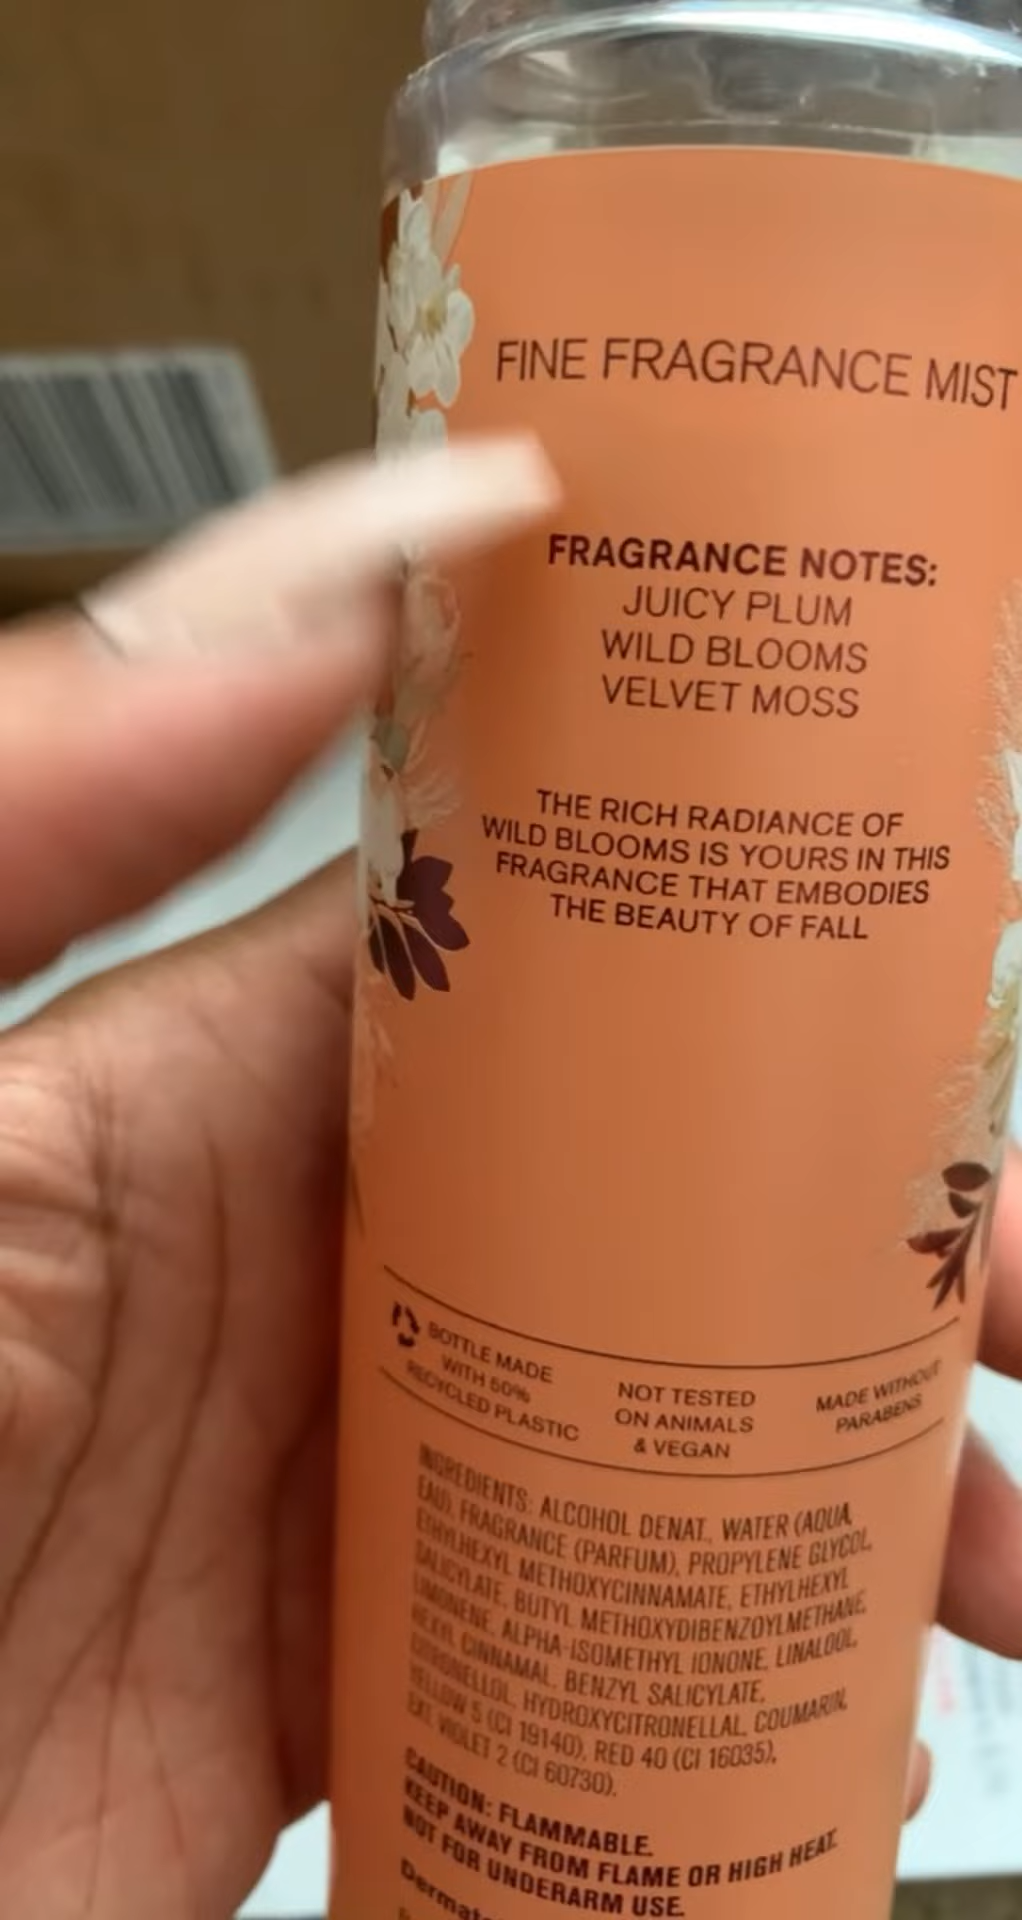 FINE FRAGRANCE MIST
FRAGRANCE NOTES:
JUICY PLUM
WILD BLOOMS
VELVET MOSS
THE RICH RADIANCE OF
WILD BLOOMS IS YOURS IN THIS
FRAGRANCE THAT EMBODIES
THE BEAUTY OF FALL
BOTTLE MADE
WITH 50%
RECYCLED PLASTIC
NOT TESTED
ON ANIMALS
& VEGAN
MADE WITHOUT
PARABENS
INGREDIENTS: ALCOHOL DENAT., WATER (AQUA,
EAU), FRAGRANCE (PARFUM), PROPYLENE GLYCOL,
ETHYLHEXYL METHOXYCINNAMATE, ETHYLHEXYL
SALICYLATE, BUTYL METHOXYDIBENZOYLMETHANE,
LIMONENE, ALPHA-ISOMETHYL IONONE, LINALOOL,
HEXYL CINNAMAL, BENZYL SALICYLATE,
CITRONELLOL, HYDROXYCITRONELLAL, COUMARIN,
YELLOW 5 (CI 19140), RED 40 (CI 16035),
EXT. VIOLET 2 (CI 60730).
CAUTION: FLAMMABLE.
KEEP AWAY FROM FLAME OR HIGH HEAT.
NOT FOR UNDERARM USE.